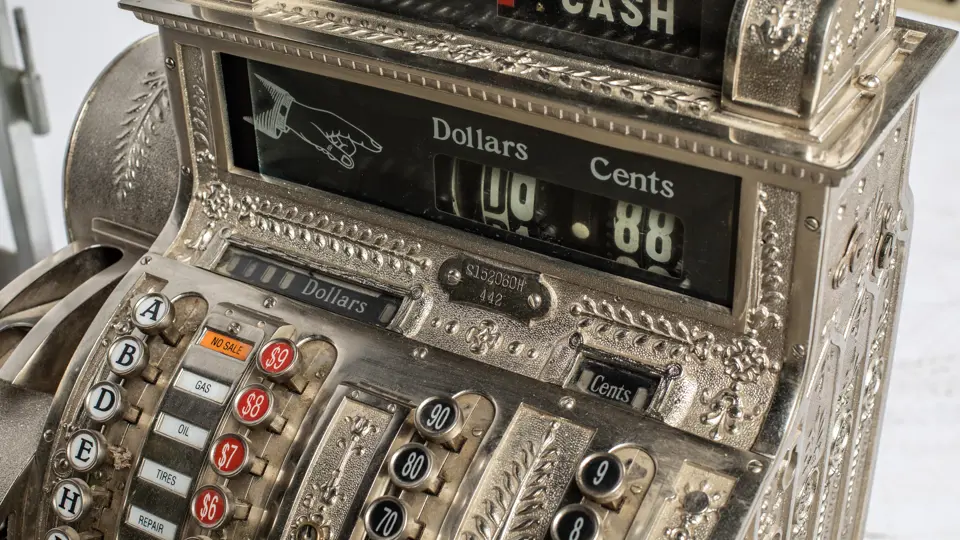 CASH
Dollars
Cents
88
S152060H
442
Dollars
Cents
A
B
D
E
H
NO SALE
GAS
OIL
TIRES
REPAIR
$9
$8
$7
$6
90
80
70
9
8